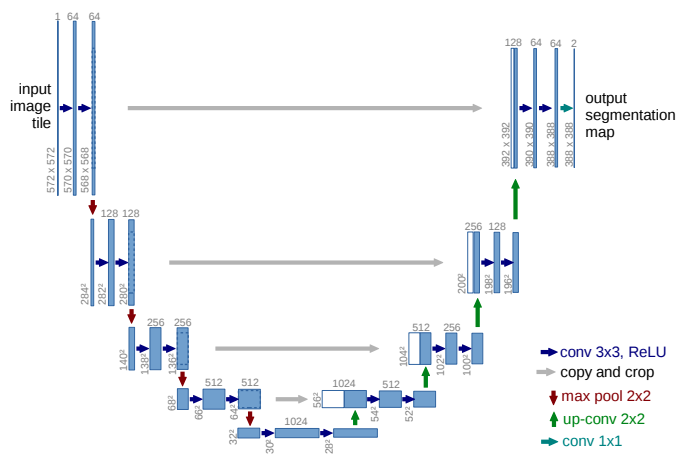 1 64 64
128 64 64 2
input
image
tile
output
segmentation
map
572 x 572
570 x 570
568 x 568
392 x 392
390 x 390
388 x 388
388 x 388
128 128
256 128
284²
282²
280²
200²
198²
196²
256 256
512 256
140²
138²
136²
104²
102²
100²
512 512
1024 512
68²
66²
64²
56²
54²
52²
1024
32²
30²
28²
conv 3x3, ReLU
copy and crop
max pool 2x2
up-conv 2x2
conv 1x1